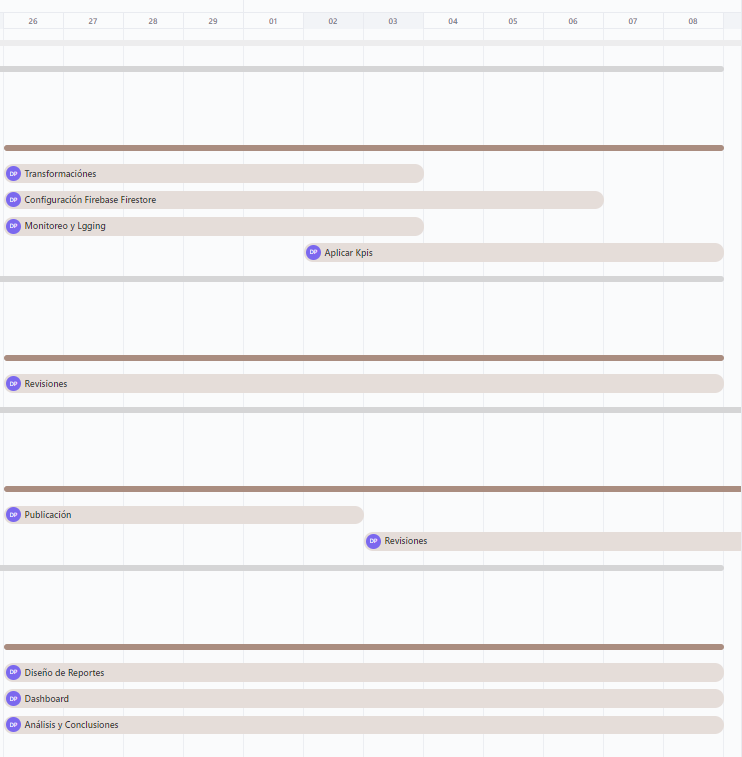 26 27 28 29 01 02 03 04 05 06 07 08
DP Transformaciónes
DP Configuración Firebase Firestore
DP Monitoreo y Lgging
DP Aplicar Kpis
DP Revisiones
DP Publicación
DP Revisiones
DP Diseño de Reportes
DP Dashboard
DP Análisis y Conclusiones